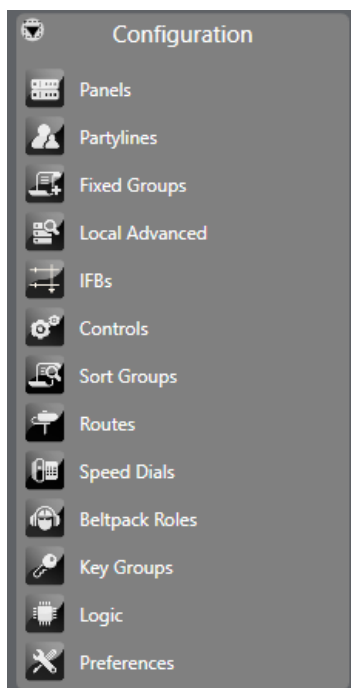 Configuration
Panels
Partylines
Fixed Groups
Local Advanced
IFBs
Controls
Sort Groups
Routes
Speed Dials
Beltpack Roles
Key Groups
Logic
Preferences